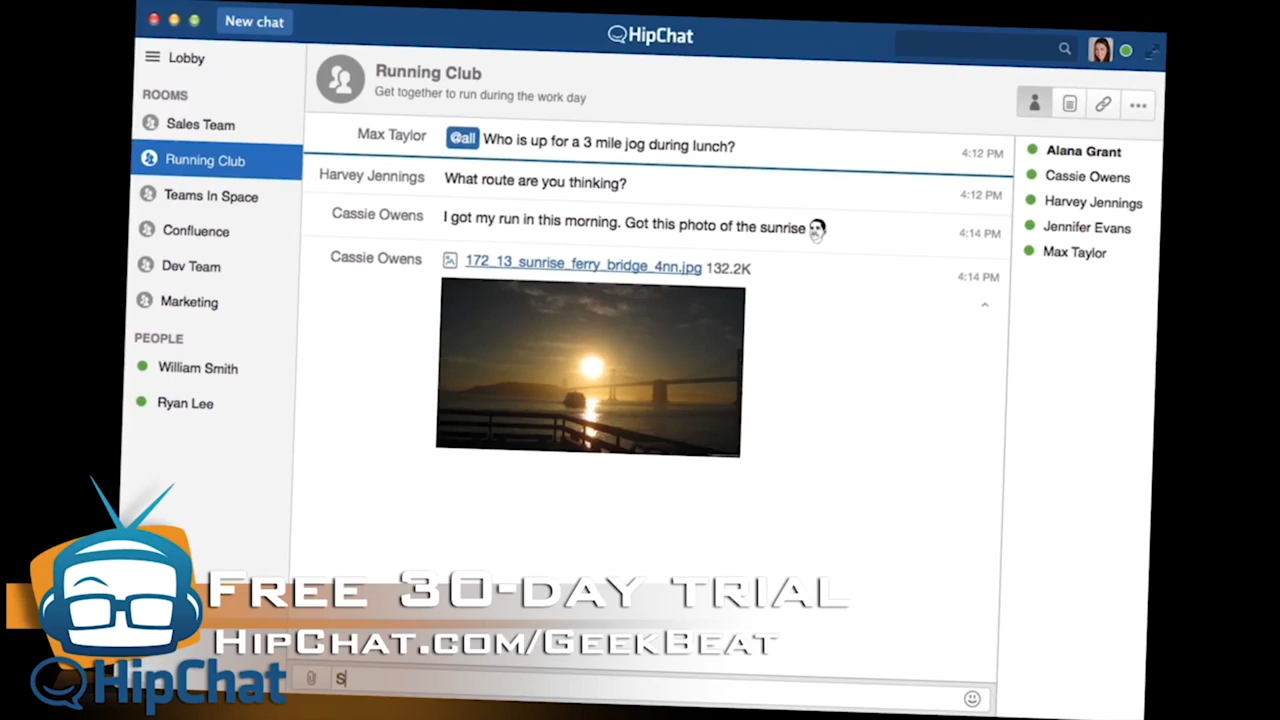 New chat
HipChat
Lobby
ROOMS
Sales Team
Running Club
Teams In Space
Confluence
Dev Team
Marketing
PEOPLE
William Smith
Ryan Lee
Running Club
Get together to run during the work day
Max Taylor @all Who is up for a 3 mile jog during lunch? 4:12 PM
Harvey Jennings What route are you thinking? 4:12 PM
Cassie Owens I got my run in this morning. Got this photo of the sunrise 4:14 PM
Cassie Owens 172_13_sunrise_ferry_bridge_4nn.jpg 132.2K 4:14 PM
Alana Grant
Cassie Owens
Harvey Jennings
Jennifer Evans
Max Taylor
FREE 30-DAY TRIAL
HIPCHAT.COM/GEEKBEAT
HipChat
S